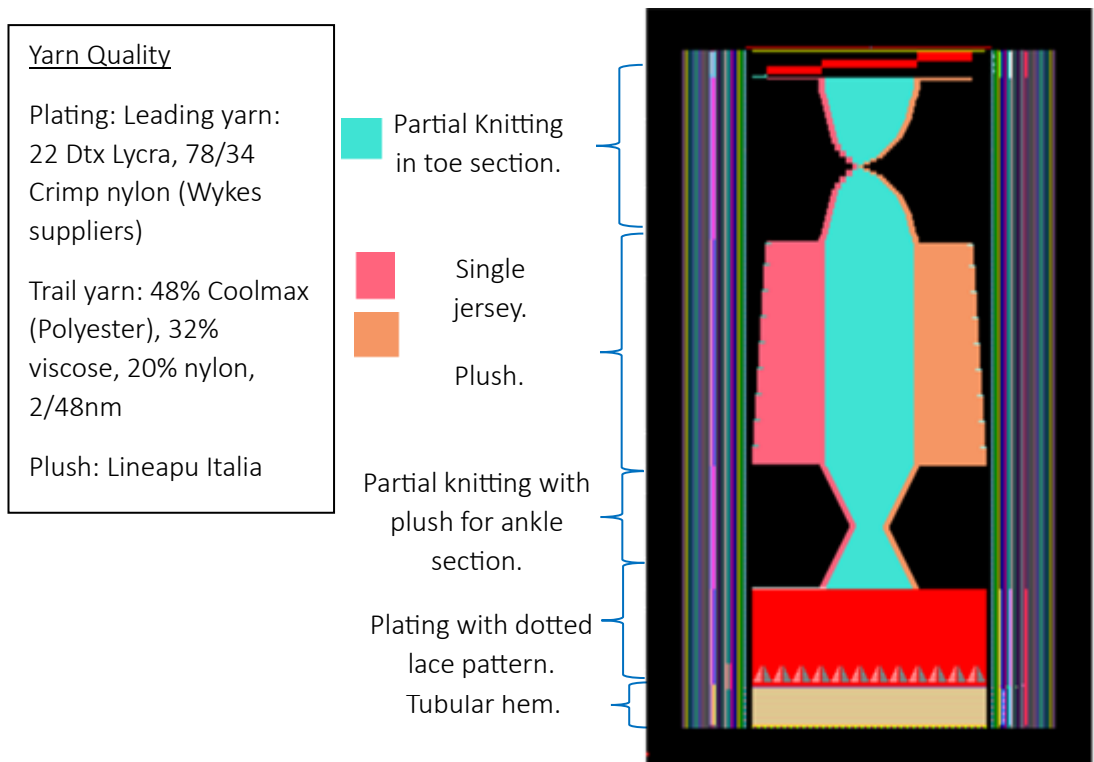 Yarn Quality
Plating: Leading yarn:
22 Dtx Lycra, 78/34
Crimp nylon (Wykes
suppliers)
Trail yarn: 48% Coolmax
(Polyester), 32%
viscose, 20% nylon,
2/48nm
Plush: Lineapu Italia
Partial Knitting
in toe section.
Single
jersey.
Plush.
Partial knitting with
plush for ankle
section.
Plating with dotted
lace pattern.
Tubular hem.